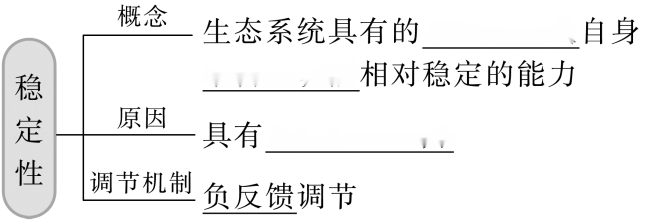 稳定性
概念
生态系统具有的 自身
相对稳定的能力
原因
具有
调节机制
负反馈调节